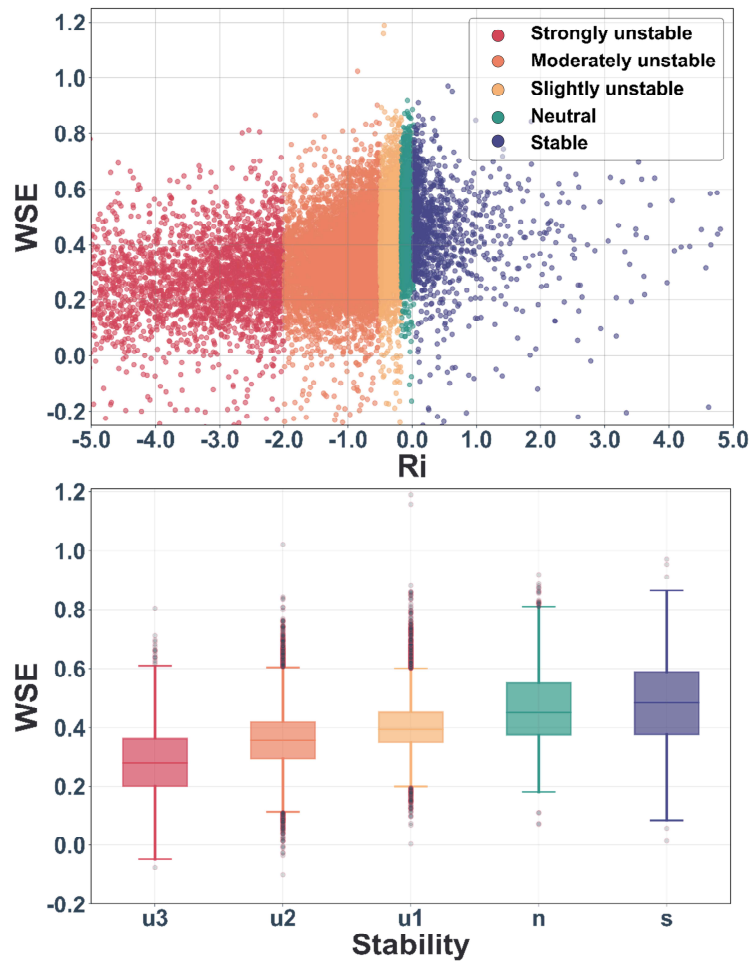 1.2
1.0
0.8
0.6
0.4
0.2
0.0
-0.2
WSE
Strongly unstable
Moderately unstable
Slightly unstable
Neutral
Stable
-5.0 -4.0 -3.0 -2.0 -1.0 0.0 1.0 2.0 3.0 4.0 5.0
Ri
1.2
1.0
0.8
0.6
0.4
0.2
0.0
-0.2
WSE
u3 u2 u1 n s
Stability